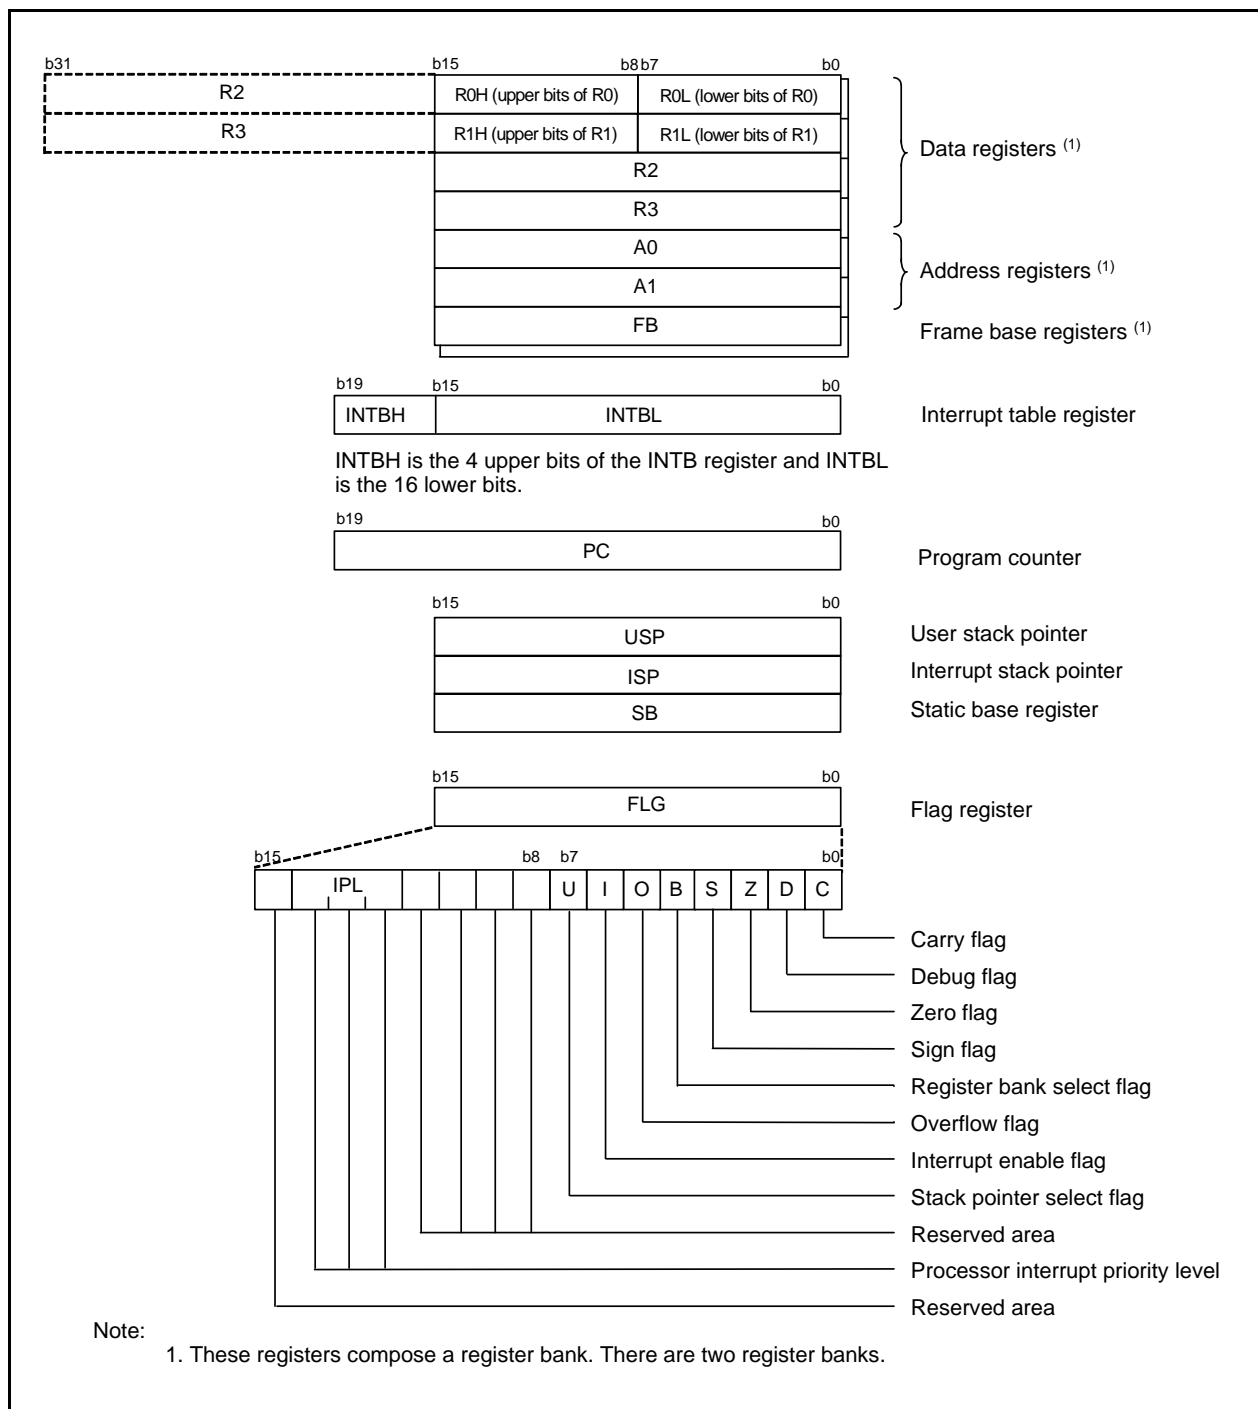 b31 b15 b8 b7 b0
R2 R0H (upper bits of R0) R0L (lower bits of R0)
R3 R1H (upper bits of R1) R1L (lower bits of R1)
Data registers (1)
R2
R3
A0
Address registers (1)
A1
FB Frame base registers (1)
b19 b15 b0
INTBH INTBL Interrupt table register
INTBH is the 4 upper bits of the INTB register and INTBL
is the 16 lower bits.
b19 b0
PC Program counter
b15 b0
USP User stack pointer
ISP Interrupt stack pointer
SB Static base register
b15 b0
FLG Flag register
b15 b8 b7 b0
IPL U I O B S Z D C
Carry flag
Debug flag
Zero flag
Sign flag
Register bank select flag
Overflow flag
Interrupt enable flag
Stack pointer select flag
Reserved area
Processor interrupt priority level
Reserved area
Note:
1. These registers compose a register bank. There are two register banks.